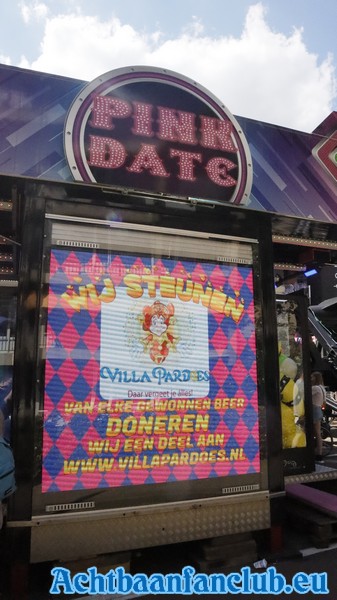 PINK
DATE
WIJ STEUNEN
VILLA PARDOES
Daar vergeet je alles!
VAN ELKE GEWONNEN BEER
DONEREN
WIJ EEN DEEL AAN
WWW.VILLAPARDOES.NL
Achtbaanfanclub.eu